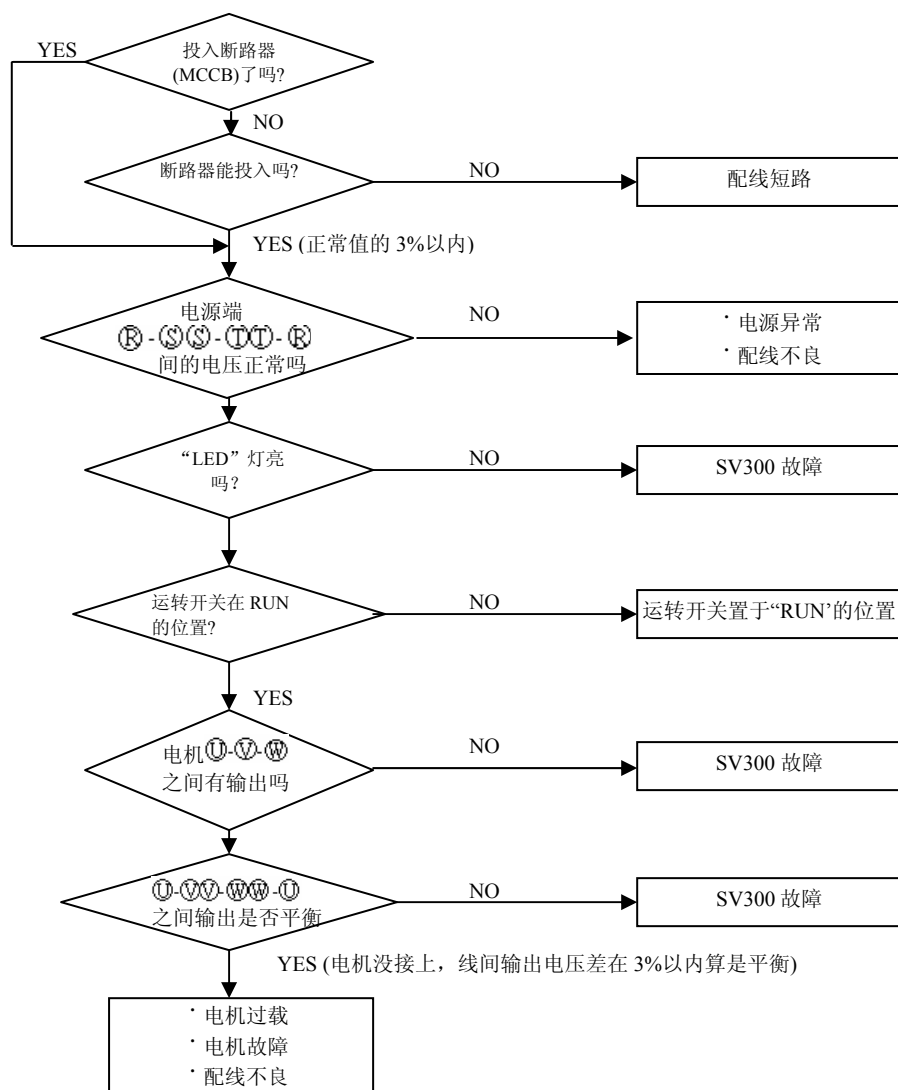 投入断路器
(MCCB)了吗?
YES
NO
断路器能投入吗?
NO
配线短路
YES (正常值的 3%以内)
电源端
Ⓡ-ⓈⓈ-ⓉⓉ-Ⓡ
间的电压正常吗
NO
·电源异常
·配线不良
“LED”灯亮
吗?
NO
SV300 故障
运转开关在 RUN
的位置?
NO
运转开关置于“RUN’的位置
YES
电机Ⓤ-Ⓥ-Ⓦ
之间有输出吗
NO
SV300 故障
Ⓤ-ⓋⓋ-ⓌⓌ-Ⓤ
之间输出是否平衡
NO
SV300 故障
YES (电机没接上，线间输出电压差在 3%以内算是平衡)
·电机过载
·电机故障
·配线不良